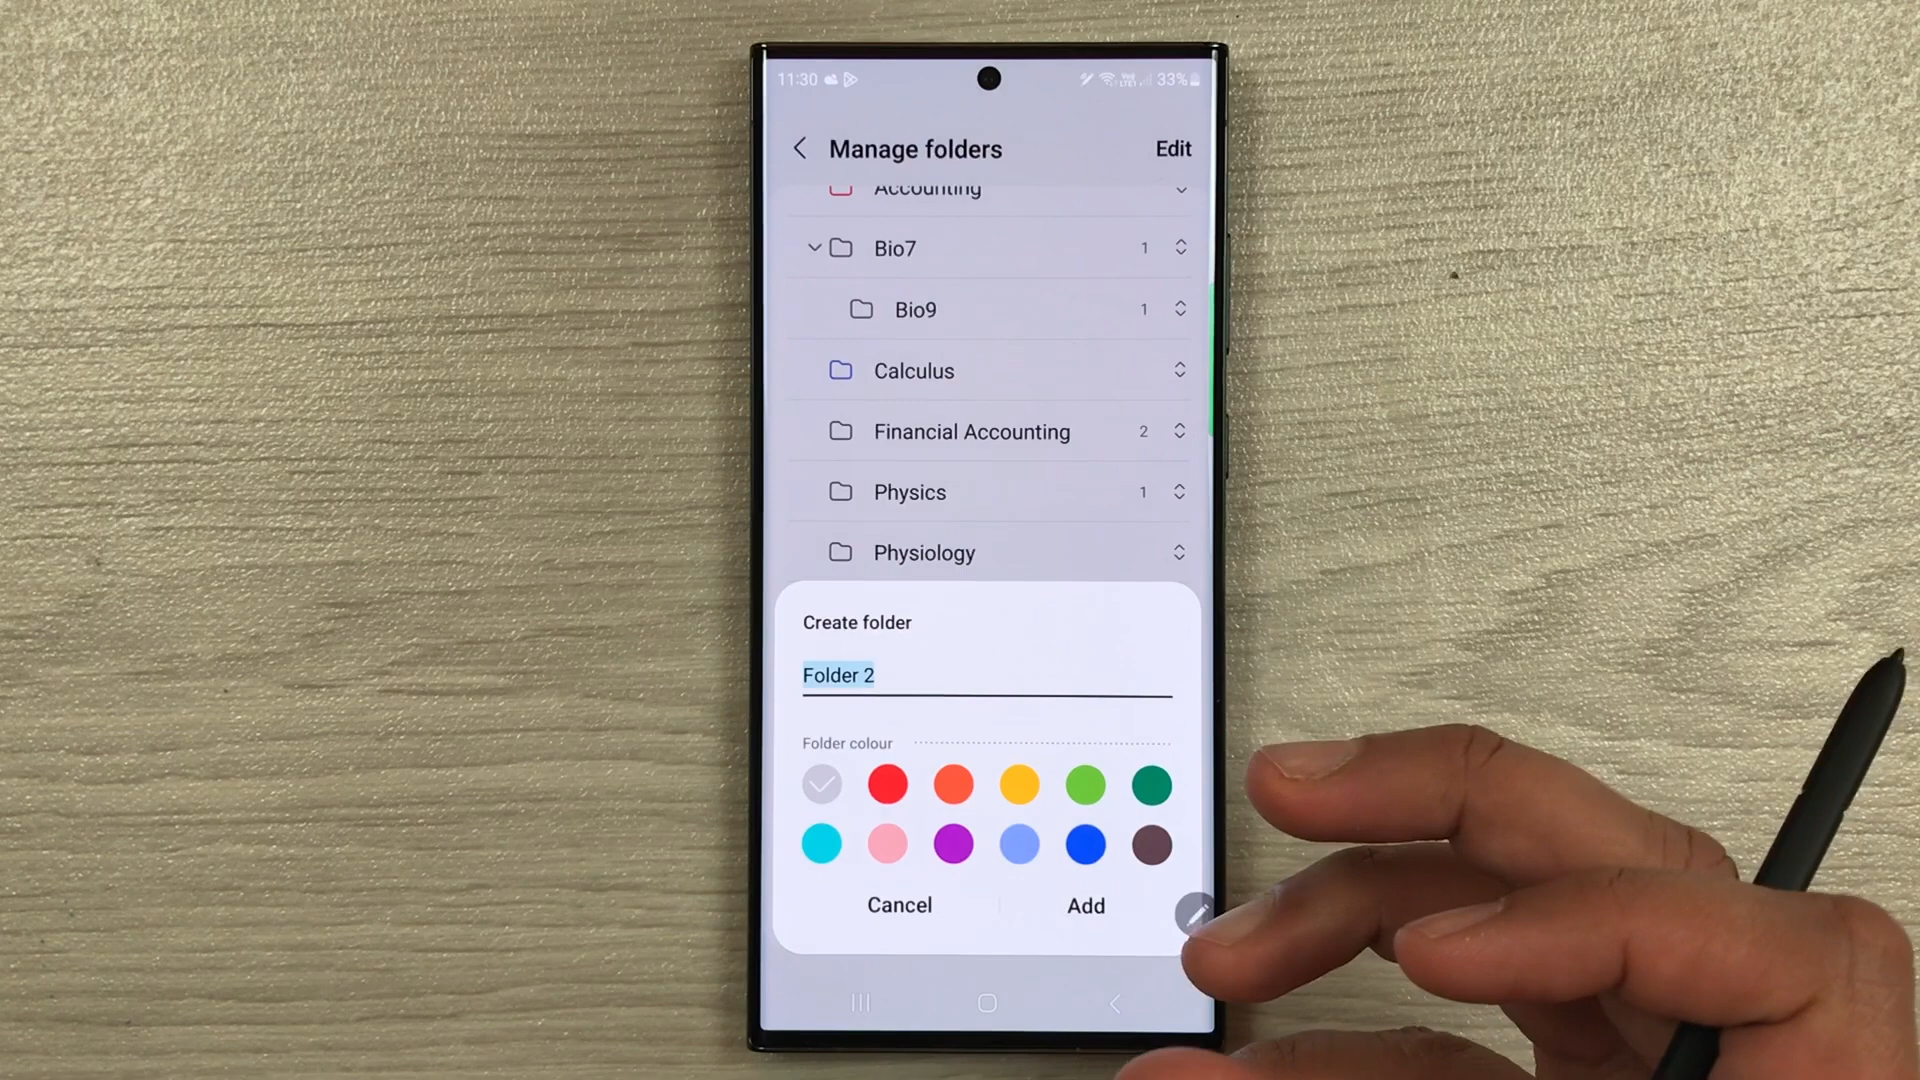 11:30 33%
Manage folders Edit
Accounting
Bio7 1
Bio9 1
Calculus
Financial Accounting 2
Physics 1
Physiology
Create folder
Folder 2
Folder colour
Cancel Add